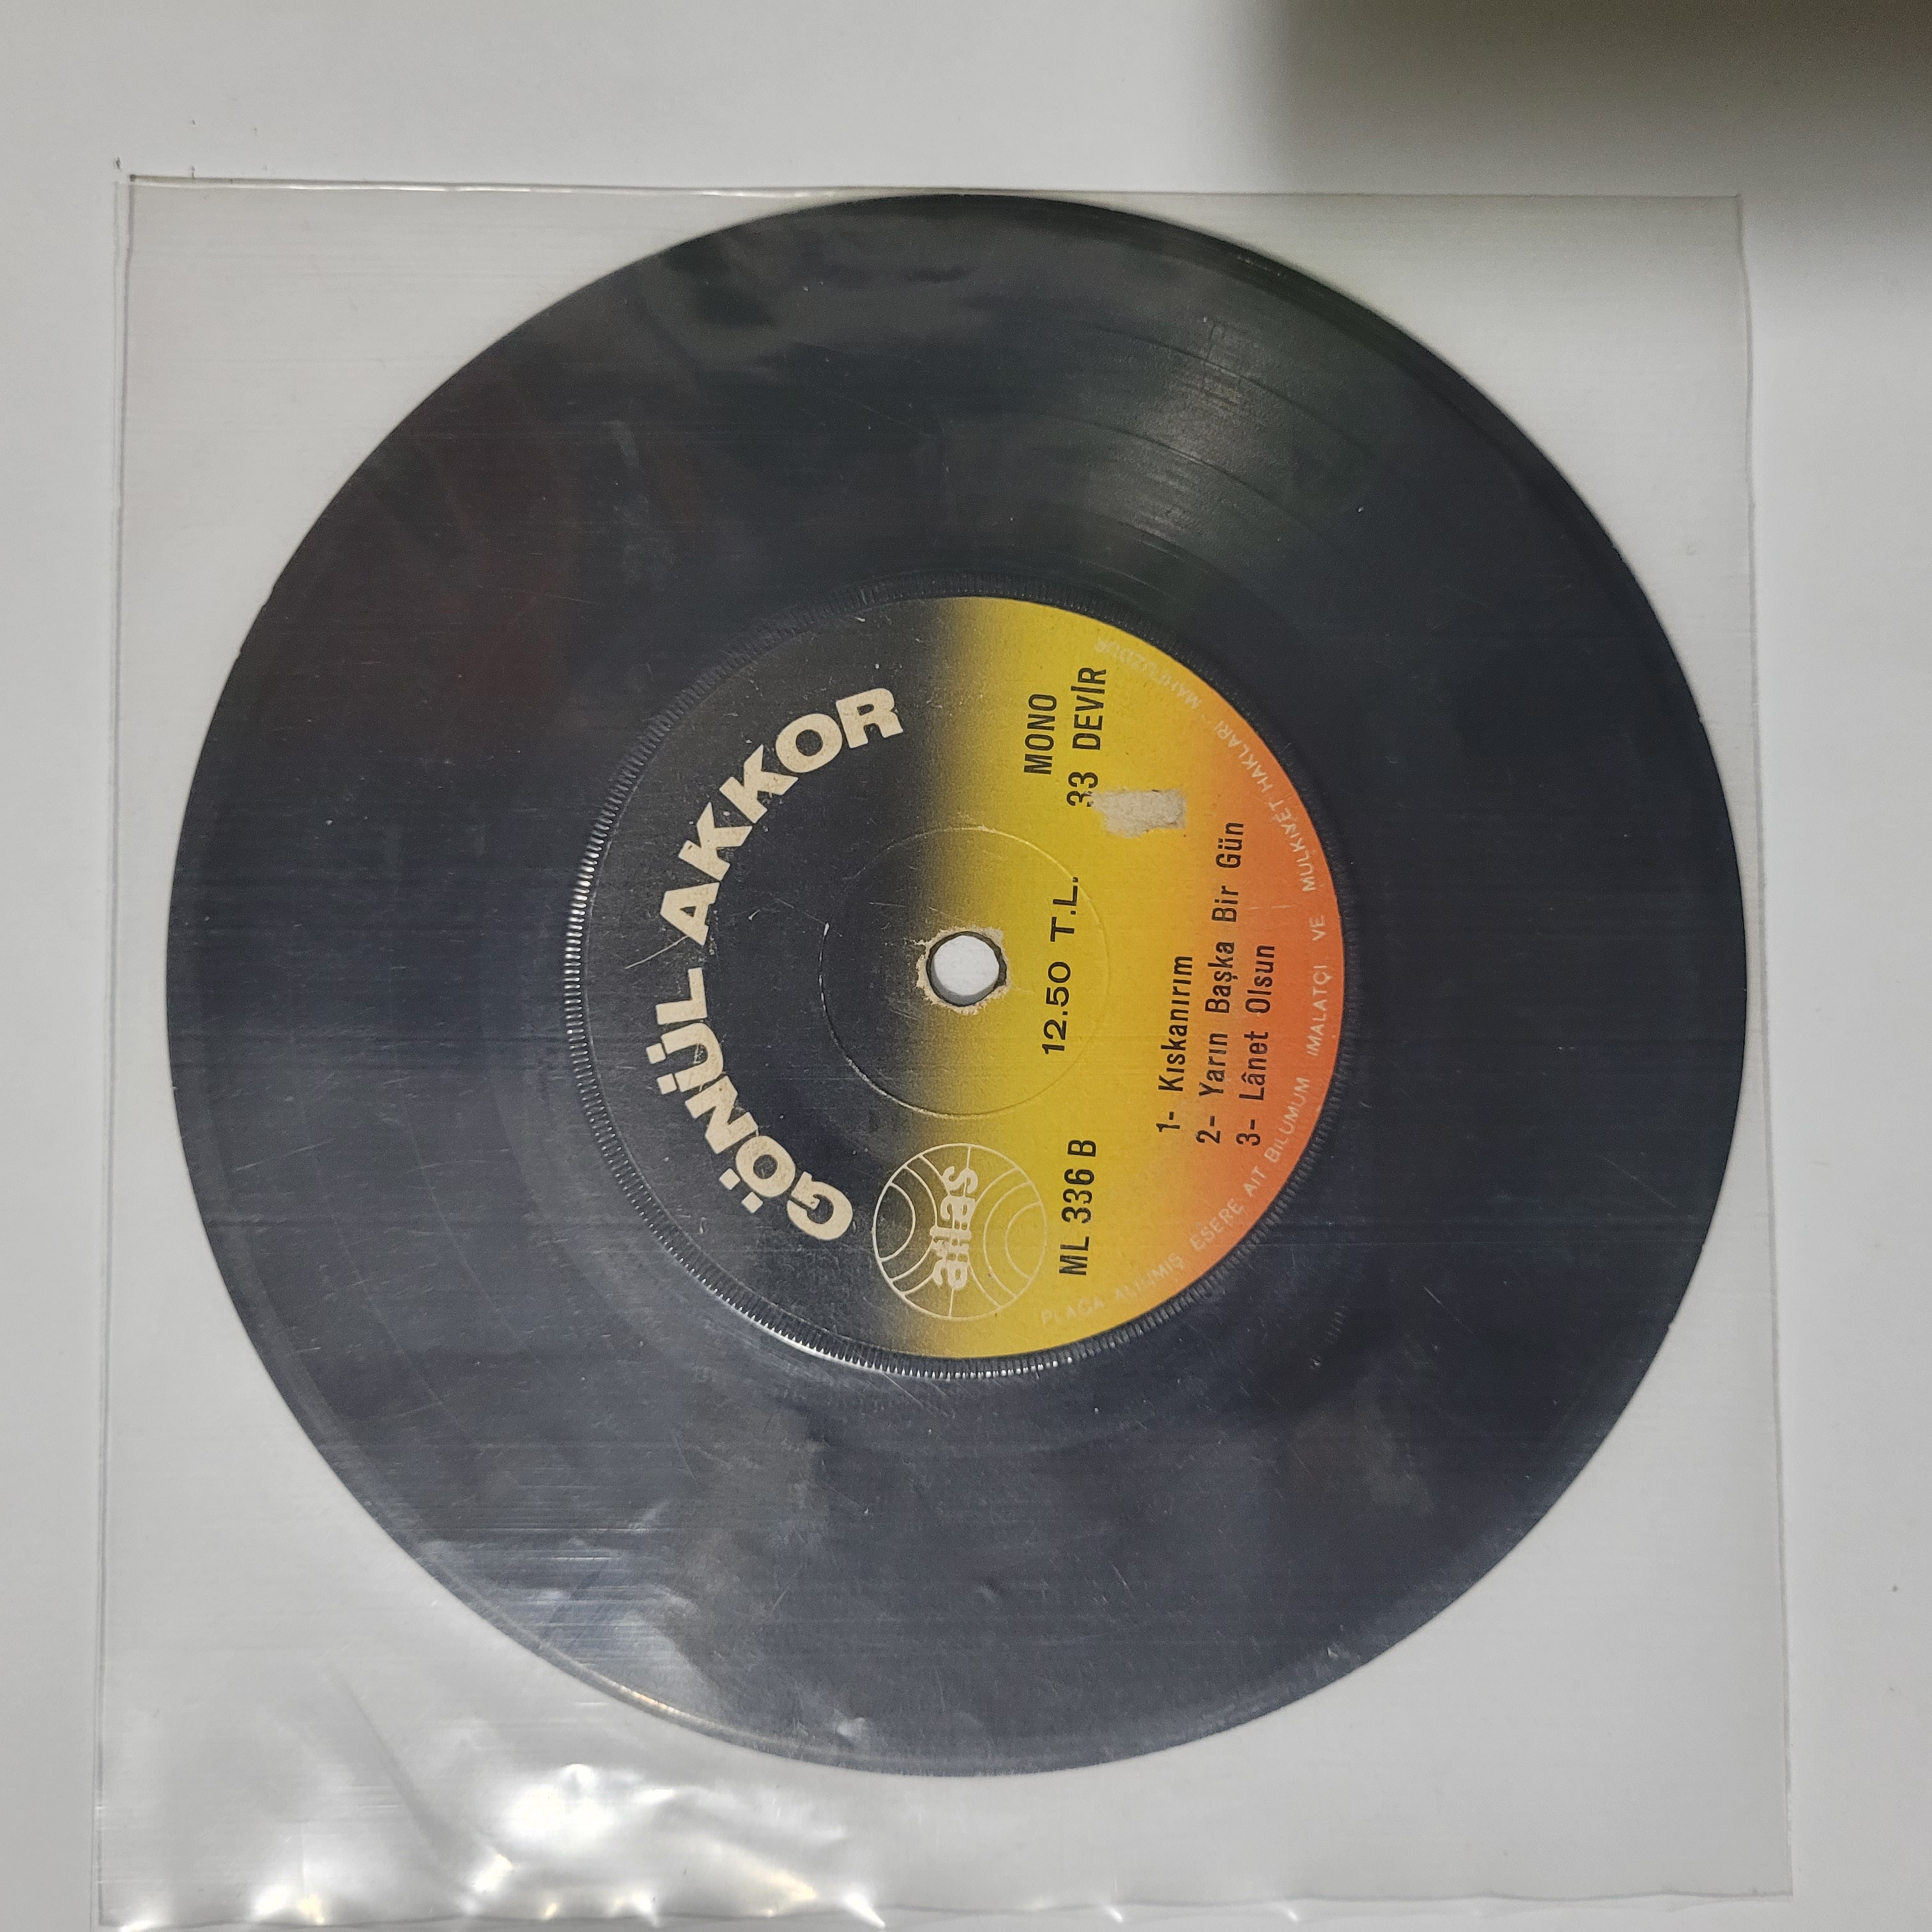 GÖNÜL AKKOR
MONO
33 DEVİR
12.50 T.L.
ML 336 B
1- Kıskanırım
2- Yarın Başka Bir Gün
3- Lânet Olsun
PLAĞA ALINMIŞ ESERE AİT BİLUMUM İMALATÇI VE MÜLKİYET HAKLARI MAHFUZDUR